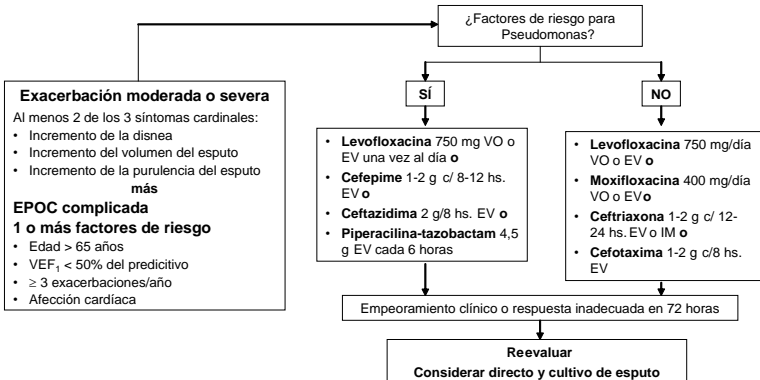 ¿Factores de riesgo para
Pseudomonas?
Exacerbación moderada o severa
Al menos 2 de los 3 síntomas cardinales:
• Incremento de la disnea
• Incremento del volumen del esputo
• Incremento de la purulencia del esputo
más
EPOC complicada
1 o más factores de riesgo
• Edad > 65 años
• VEF1 < 50% del predicitivo
• ≥ 3 exacerbaciones/año
• Afección cardíaca
SÍ
• Levofloxacina 750 mg VO o
EV una vez al día o
• Cefepime 1-2 g c/ 8-12 hs.
EV o
• Ceftazidima 2 g/8 hs. EV o
• Piperacilina-tazobactam 4,5
g EV cada 6 horas
NO
• Levofloxacina 750 mg/día
VO o EV o
• Moxifloxacina 400 mg/día
VO o EV o
• Ceftriaxona 1-2 g c/ 12-
24 hs. EV o IM o
• Cefotaxima 1-2 g c/8 hs.
EV
Empeoramiento clínico o respuesta inadecuada en 72 horas
Reevaluar
Considerar directo y cultivo de esputo